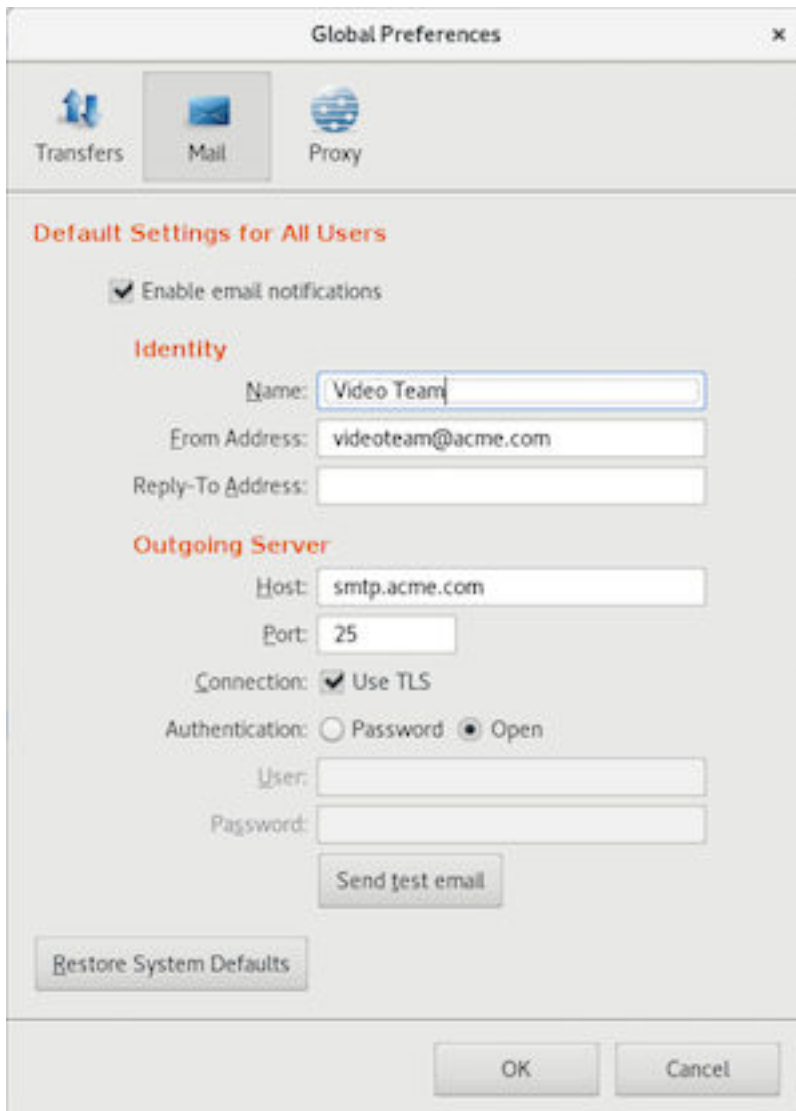 Global Preferences ×
Transfers Mail Proxy
Default Settings for All Users
Enable email notifications
Identity
Name: Video Team
From Address: videoteam@acme.com
Reply-To Address:
Outgoing Server
Host: smtp.acme.com
Port: 25
Connection: Use TLS
Authentication: Password Open
User:
Password:
Send test email
Restore System Defaults
OK Cancel